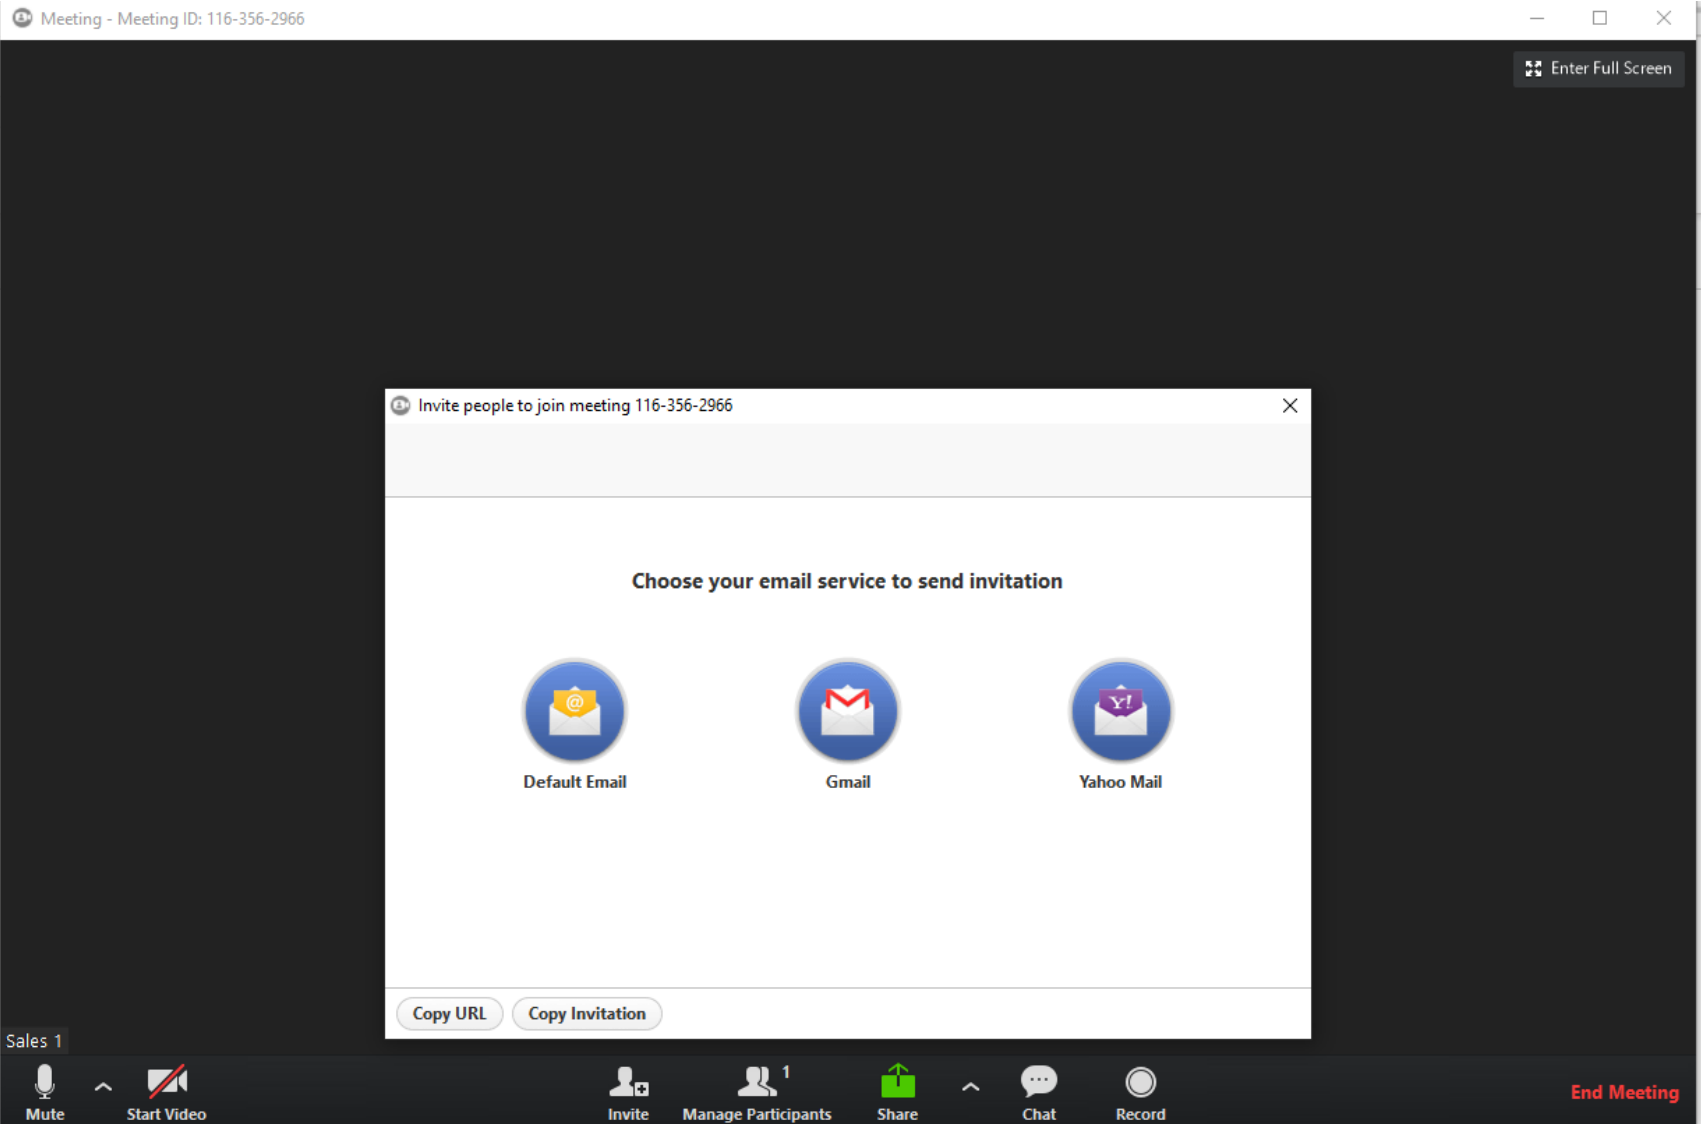 Meeting - Meeting ID: 116-356-2966
Enter Full Screen
Invite people to join meeting 116-356-2966
Choose your email service to send invitation
@
Y!
Default Email
Gmail
Yahoo Mail
Copy URL
Copy Invitation
Sales 1
1
Mute
Start Video
Invite
Manage Participants
Share
Chat
Record
End Meeting